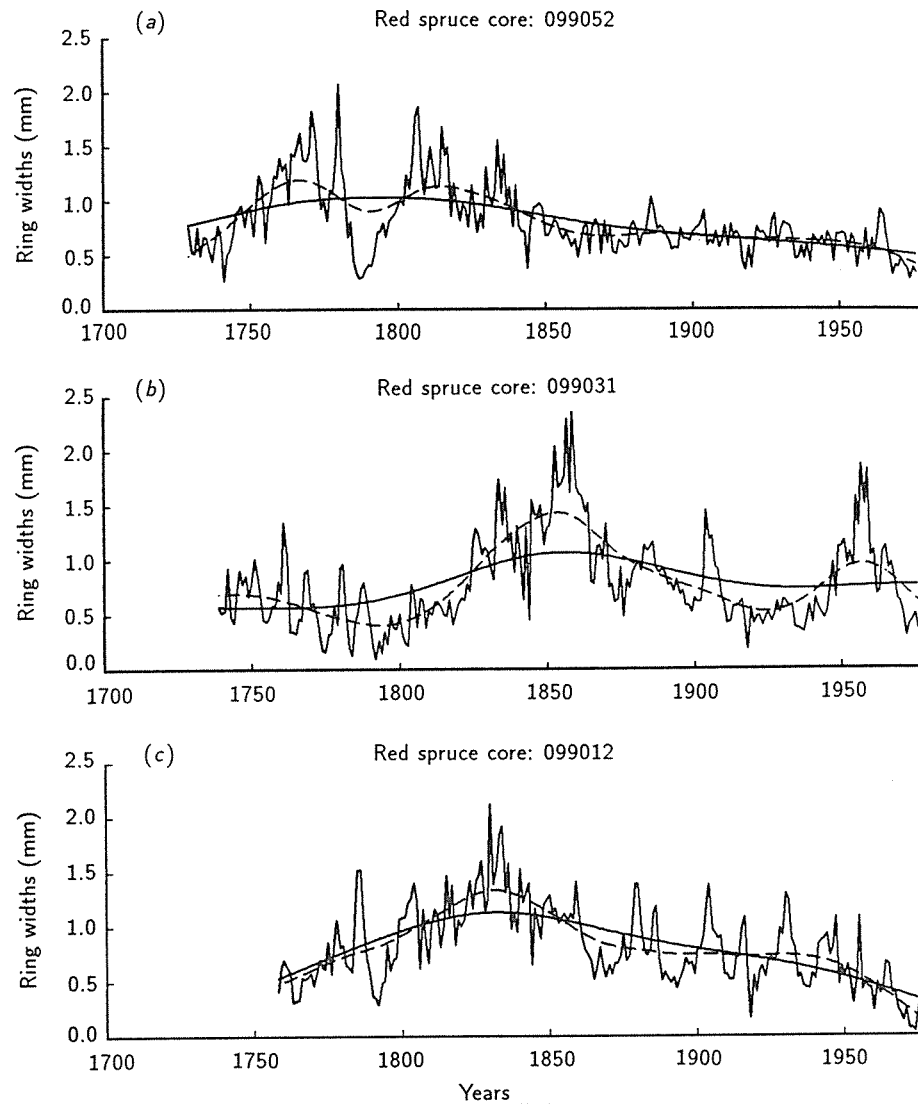 (a)
Red spruce core: 099052
Ring widths (mm)
2.5
2.0
1.5
1.0
0.5
0.0
1700 1750 1800 1850 1900 1950
(b)
Red spruce core: 099031
Ring widths (mm)
2.5
2.0
1.5
1.0
0.5
0.0
1700 1750 1800 1850 1900 1950
(c)
Red spruce core: 099012
Ring widths (mm)
2.5
2.0
1.5
1.0
0.5
0.0
1700 1750 1800 1850 1900 1950
Years